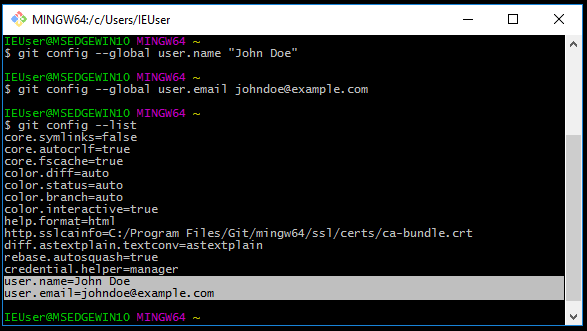 MINGW64:/c/Users/IEUser
IEUser@MSEDGEWIN10 MINGW64 ~
$ git config --global user.name "John Doe"
IEUser@MSEDGEWIN10 MINGW64 ~
$ git config --global user.email johndoe@example.com
IEUser@MSEDGEWIN10 MINGW64 ~
$ git config --list
core.symlinks=false
core.autocrlf=true
core.fscache=true
color.diff=auto
color.status=auto
color.branch=auto
color.interactive=true
help.format=html
http.sslcainfo=C:/Program Files/Git/mingw64/ssl/certs/ca-bundle.crt
diff.astextplain.textconv=astextplain
rebase.autosquash=true
credential.helper=manager
user.name=John Doe
user.email=johndoe@example.com
IEUser@MSEDGEWIN10 MINGW64 ~